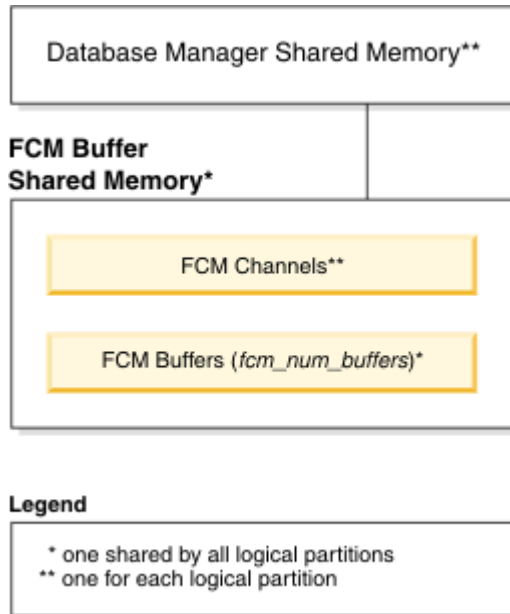 Database Manager Shared Memory**
FCM Buffer
Shared Memory*
FCM Channels**
FCM Buffers (fcm_num_buffers)*
Legend
* one shared by all logical partitions
** one for each logical partition